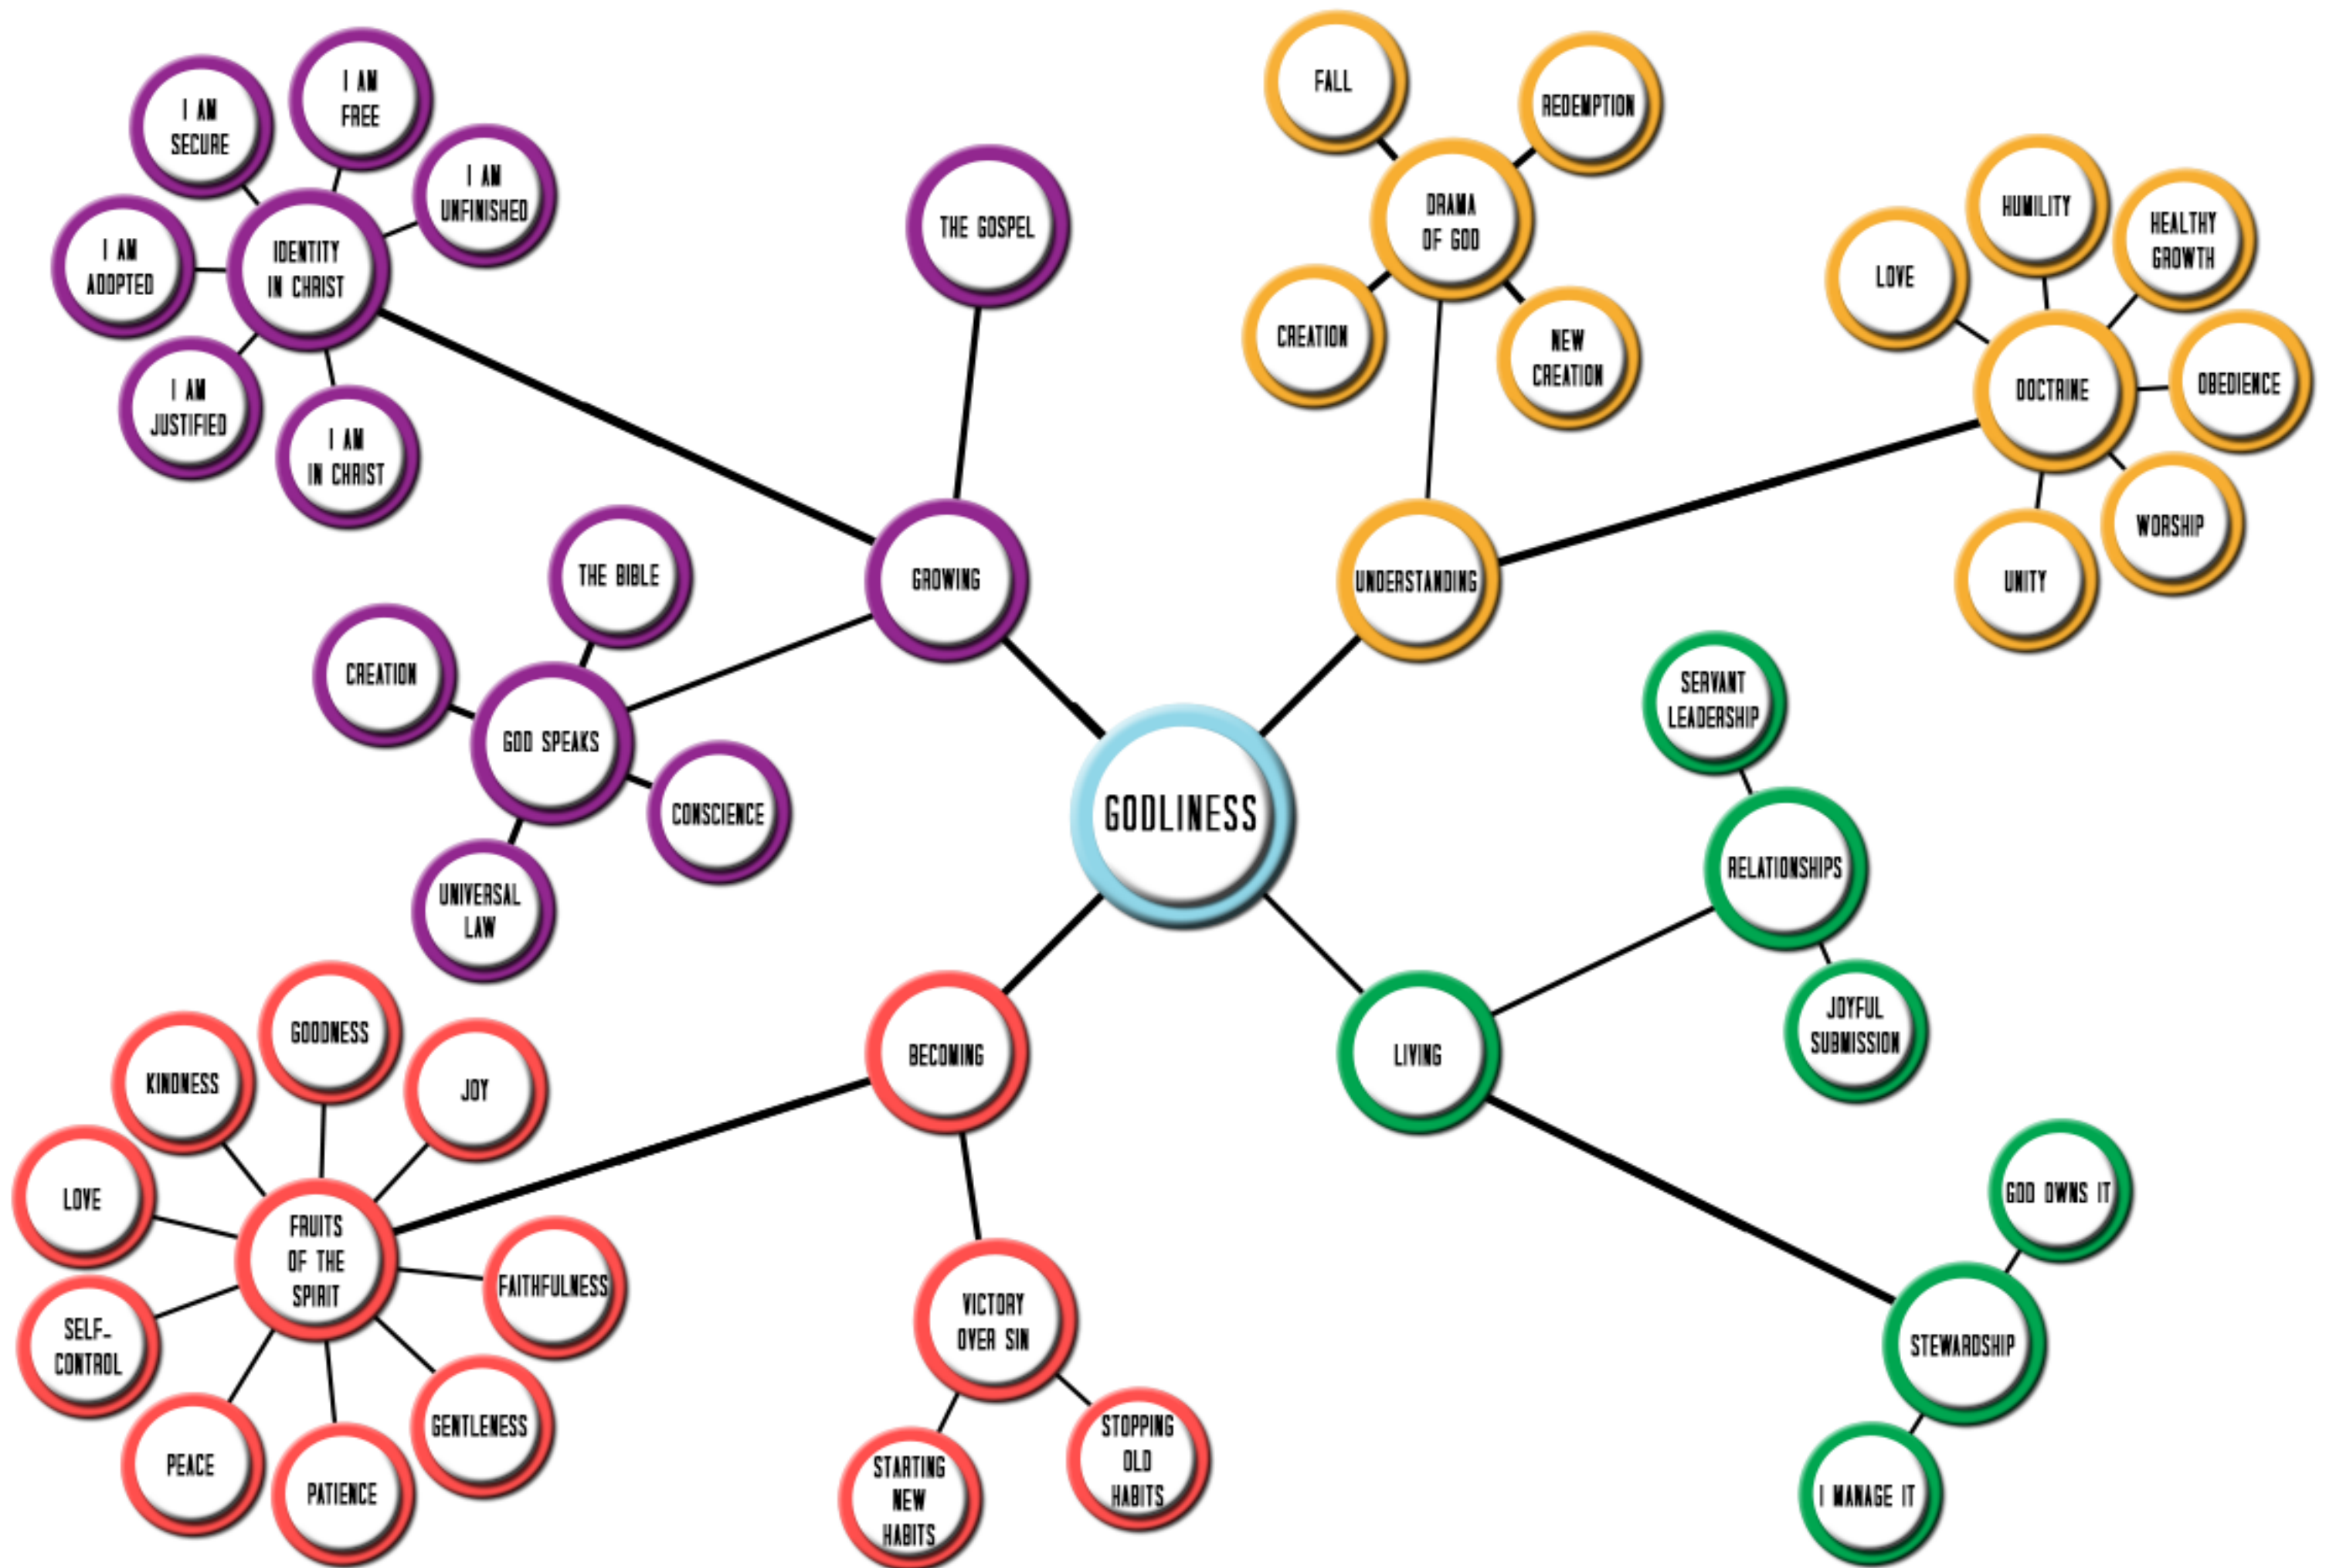 I AM
SECURE
I AM
FREE
I AM
UNFINISHED
I AM
ADOPTED
IDENTITY
IN CHRIST
I AM
JUSTIFIED
I AM
IN CHRIST
THE GOSPEL
GROWING
THE BIBLE
CREATION
GOD SPEAKS
CONSCIENCE
UNIVERSAL
LAW
FALL
REDEMPTION
DRAMA
OF GOD
CREATION
NEW
CREATION
UNDERSTANDING
LOVE
HUMILITY
HEALTHY
GROWTH
DOCTRINE
OBEDIENCE
WORSHIP
UNITY
GODLINESS
SERVANT
LEADERSHIP
RELATIONSHIPS
JOYFUL
SUBMISSION
LIVING
GOD OWNS IT
STEWARDSHIP
I MANAGE IT
BECOMING
GOODNESS
KINDNESS
JOY
LOVE
FRUITS
OF THE
SPIRIT
FAITHFULNESS
SELF-
CONTROL
GENTLENESS
PEACE
PATIENCE
VICTORY
OVER SIN
STARTING
NEW
HABITS
STOPPING
OLD
HABITS